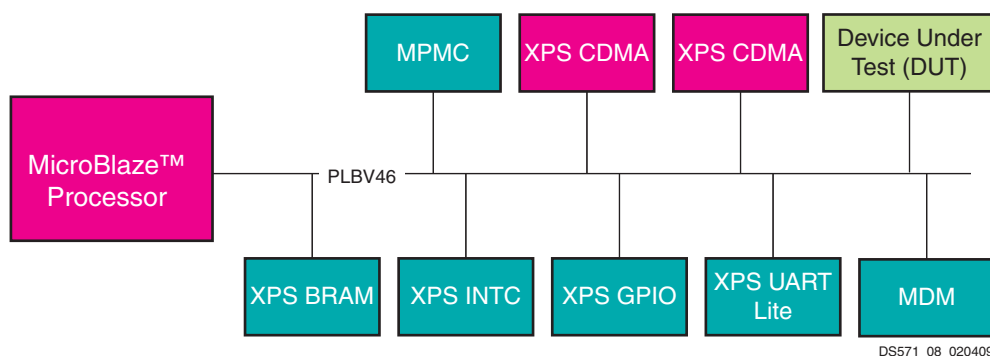 MPMC
XPS CDMA
XPS CDMA
Device Under
Test (DUT)
MicroBlaze™
Processor
PLBV46
XPS BRAM
XPS INTC
XPS GPIO
XPS UART
Lite
MDM
DS571_08_020409